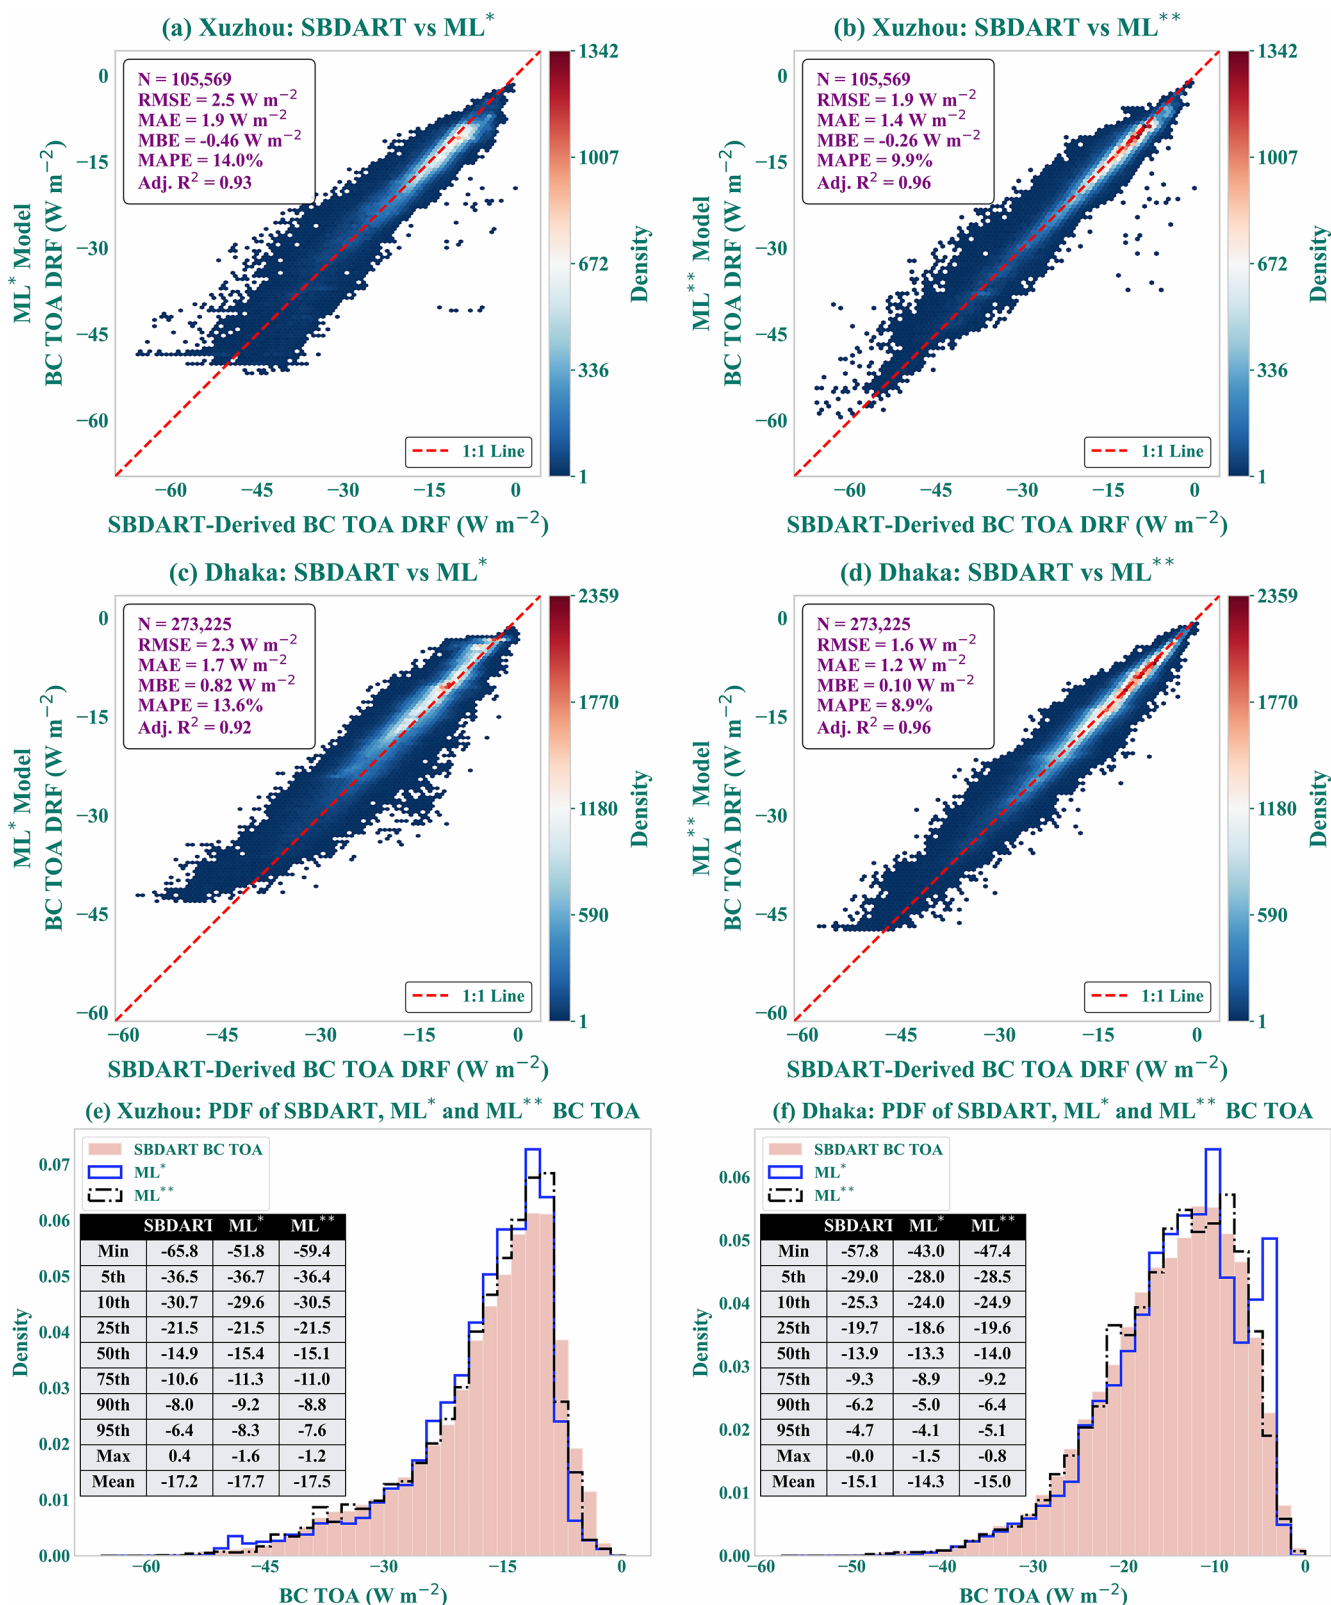 (a) Xuzhou: SBDART vs ML*
N = 105,569
RMSE = 2.5 W m−2
MAE = 1.9 W m−2
MBE = -0.46 W m−2
MAPE = 14.0%
Adj. R2 = 0.93
ML* Model
BC TOA DRF (W m−2)
0
−15
−30
−45
−60
1:1 Line
−60 −45 −30 −15 0
SBDART-Derived BC TOA DRF (W m−2)
1342
1007
672
336
1
Density
(b) Xuzhou: SBDART vs ML**
N = 105,569
RMSE = 1.9 W m−2
MAE = 1.4 W m−2
MBE = -0.26 W m−2
MAPE = 9.9%
Adj. R2 = 0.96
ML** Model
BC TOA DRF (W m−2)
0
−15
−30
−45
−60
1:1 Line
−60 −45 −30 −15 0
SBDART-Derived BC TOA DRF (W m−2)
1342
1007
672
336
1
Density
(c) Dhaka: SBDART vs ML*
N = 273,225
RMSE = 2.3 W m−2
MAE = 1.7 W m−2
MBE = 0.82 W m−2
MAPE = 13.6%
Adj. R2 = 0.92
ML* Model
BC TOA DRF (W m−2)
0
−15
−30
−45
−60
1:1 Line
−60 −45 −30 −15 0
SBDART-Derived BC TOA DRF (W m−2)
2359
1770
1180
590
1
Density
(d) Dhaka: SBDART vs ML**
N = 273,225
RMSE = 1.6 W m−2
MAE = 1.2 W m−2
MBE = 0.10 W m−2
MAPE = 8.9%
Adj. R2 = 0.96
ML** Model
BC TOA DRF (W m−2)
0
−15
−30
−45
−60
1:1 Line
−60 −45 −30 −15 0
SBDART-Derived BC TOA DRF (W m−2)
2359
1770
1180
590
1
Density
(e) Xuzhou: PDF of SBDART, ML* and ML** BC TOA
SBDART BC TOA
ML*
ML**
SBDART ML* ML**
Min -65.8 -51.8 -59.4
5th -36.5 -36.7 -36.4
10th -30.7 -29.6 -30.5
25th -21.5 -21.5 -21.5
50th -14.9 -15.4 -15.1
75th -10.6 -11.3 -11.0
90th -8.0 -9.2 -8.8
95th -6.4 -8.3 -7.6
Max 0.4 -1.6 -1.2
Mean -17.2 -17.7 -17.5
Density
0.07
0.06
0.05
0.04
0.03
0.02
0.01
0.00
−60 −45 −30 −15 0
BC TOA (W m−2)
(f) Dhaka: PDF of SBDART, ML* and ML** BC TOA
SBDART BC TOA
ML*
ML**
SBDART ML* ML**
Min -57.8 -43.0 -47.4
5th -29.0 -28.0 -28.5
10th -25.3 -24.0 -24.9
25th -19.7 -18.6 -19.6
50th -13.9 -13.3 -14.0
75th -9.3 -8.9 -9.2
90th -6.2 -5.0 -6.4
95th -4.7 -4.1 -5.1
Max -0.0 -1.5 -0.8
Mean -15.1 -14.3 -15.0
Density
0.06
0.05
0.04
0.03
0.02
0.01
0.00
−60 −50 −40 −30 −20 −10 0
BC TOA (W m−2)